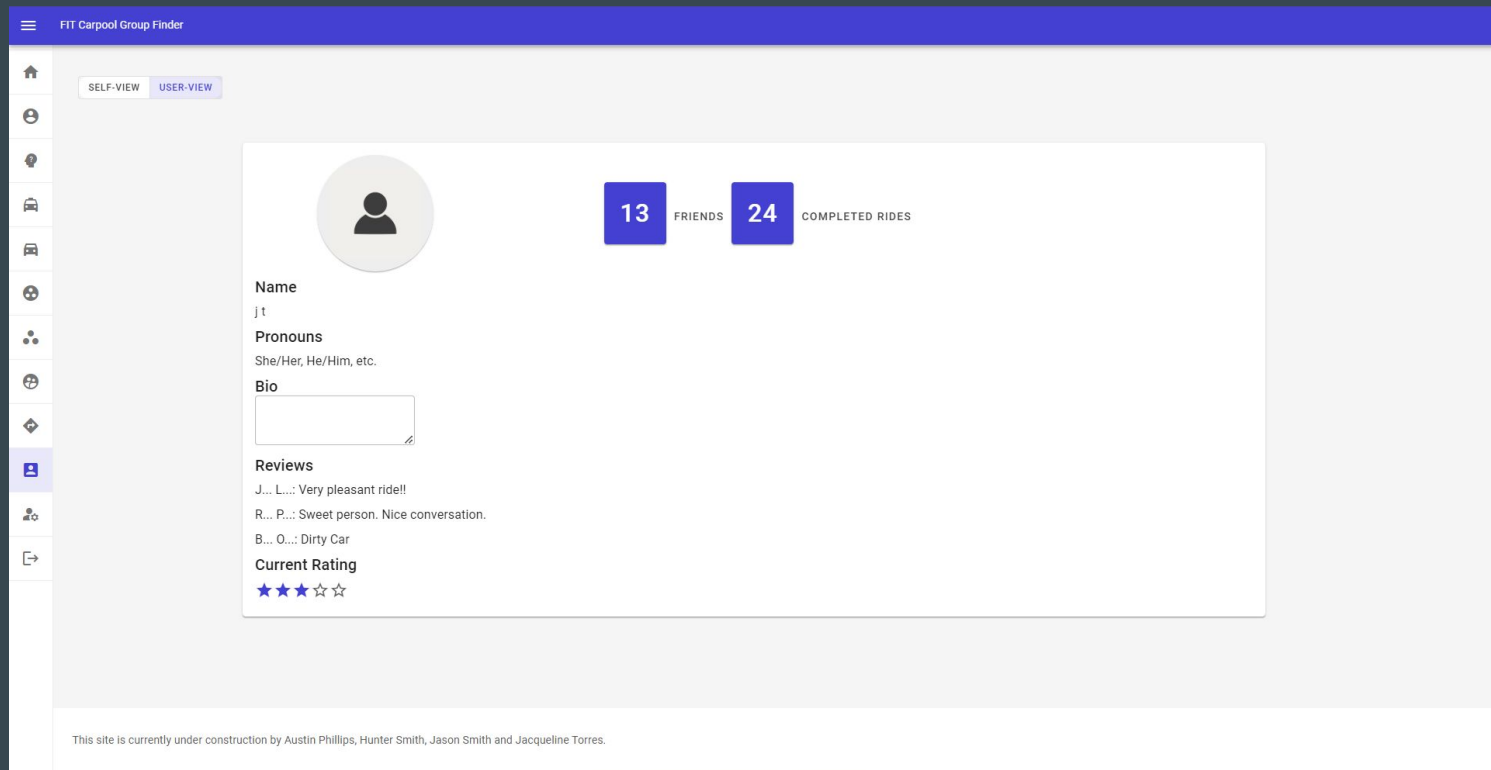 FIT Carpool Group Finder
SELF-VIEW USER-VIEW
13 FRIENDS 24 COMPLETED RIDES
Name
j t
Pronouns
She/Her, He/Him, etc.
Bio
Reviews
J... L...: Very pleasant ride!!
R... P...: Sweet person. Nice conversation.
B... O...: Dirty Car
Current Rating
This site is currently under construction by Austin Phillips, Hunter Smith, Jason Smith and Jacqueline Torres.